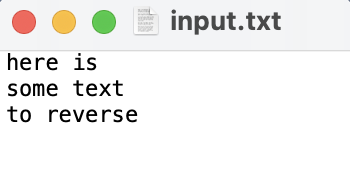 input.txt
here is
some text
to reverse